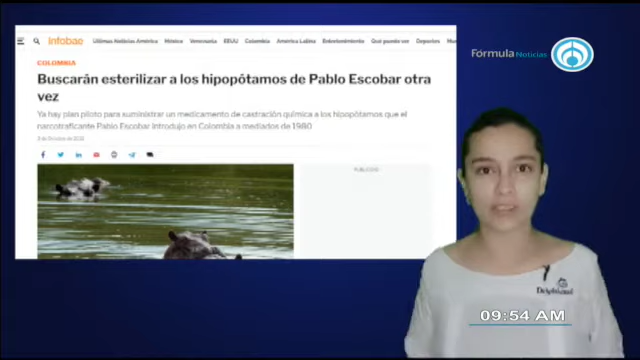 infobae
Últimas Noticias América México Venezuela EEUU Colombia América Latina Entretenimiento Qué puede ver Deportes
COLOMBIA
Buscarán esterilizar a los hipopótamos de Pablo Escobar otra
vez
Ya hay plan piloto para suministrar un medicamento de castración química a los hipopótamos que el
narcotraficante Pablo Escobar introdujo en Colombia a mediados de 1980
PUBLICIDAD
Fórmula Noticias
09:54 AM